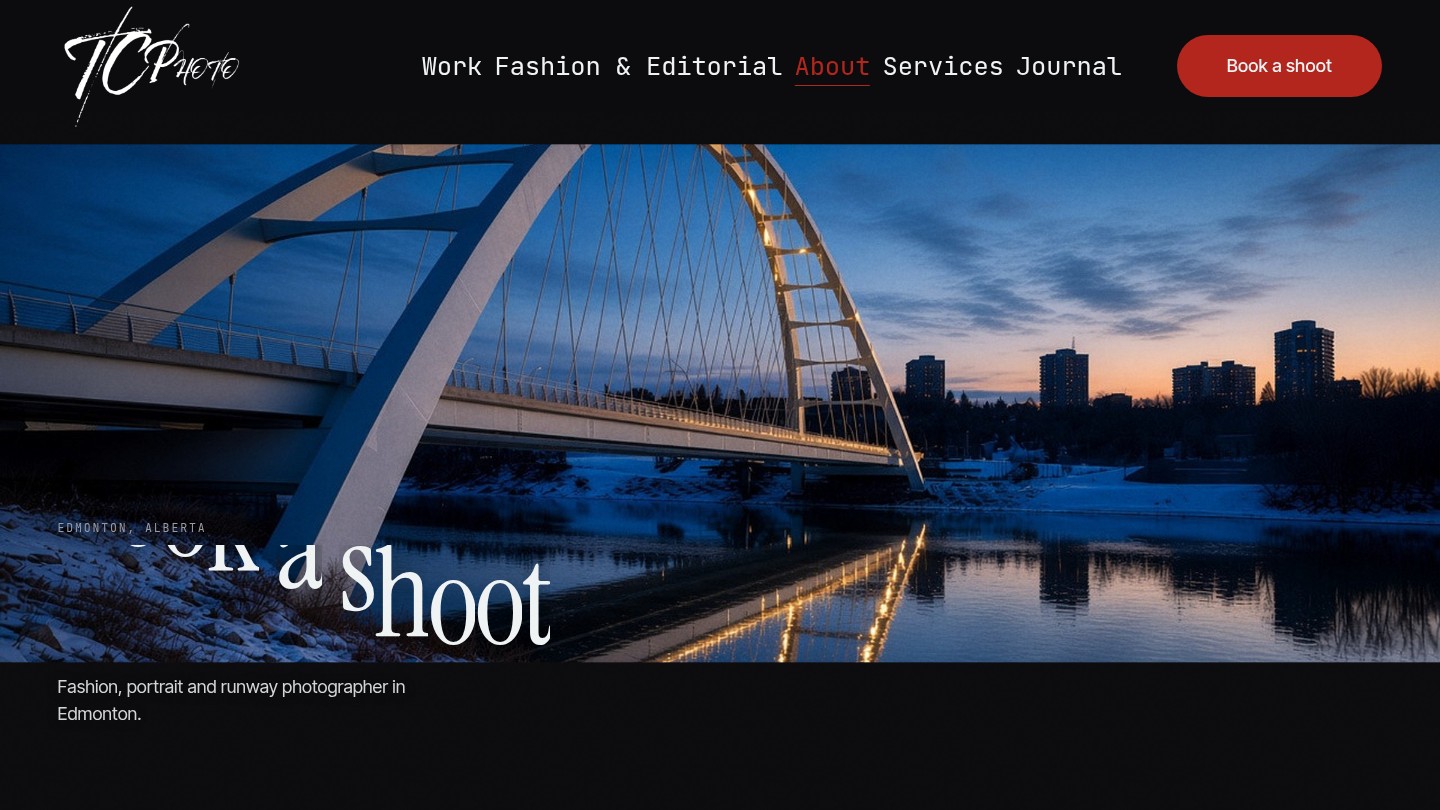 TCPHOTO
Work Fashion & Editorial About Services Journal
Book a shoot
EDMONTON, ALBERTA
a shoot
Fashion, portrait and runway photographer in
Edmonton.